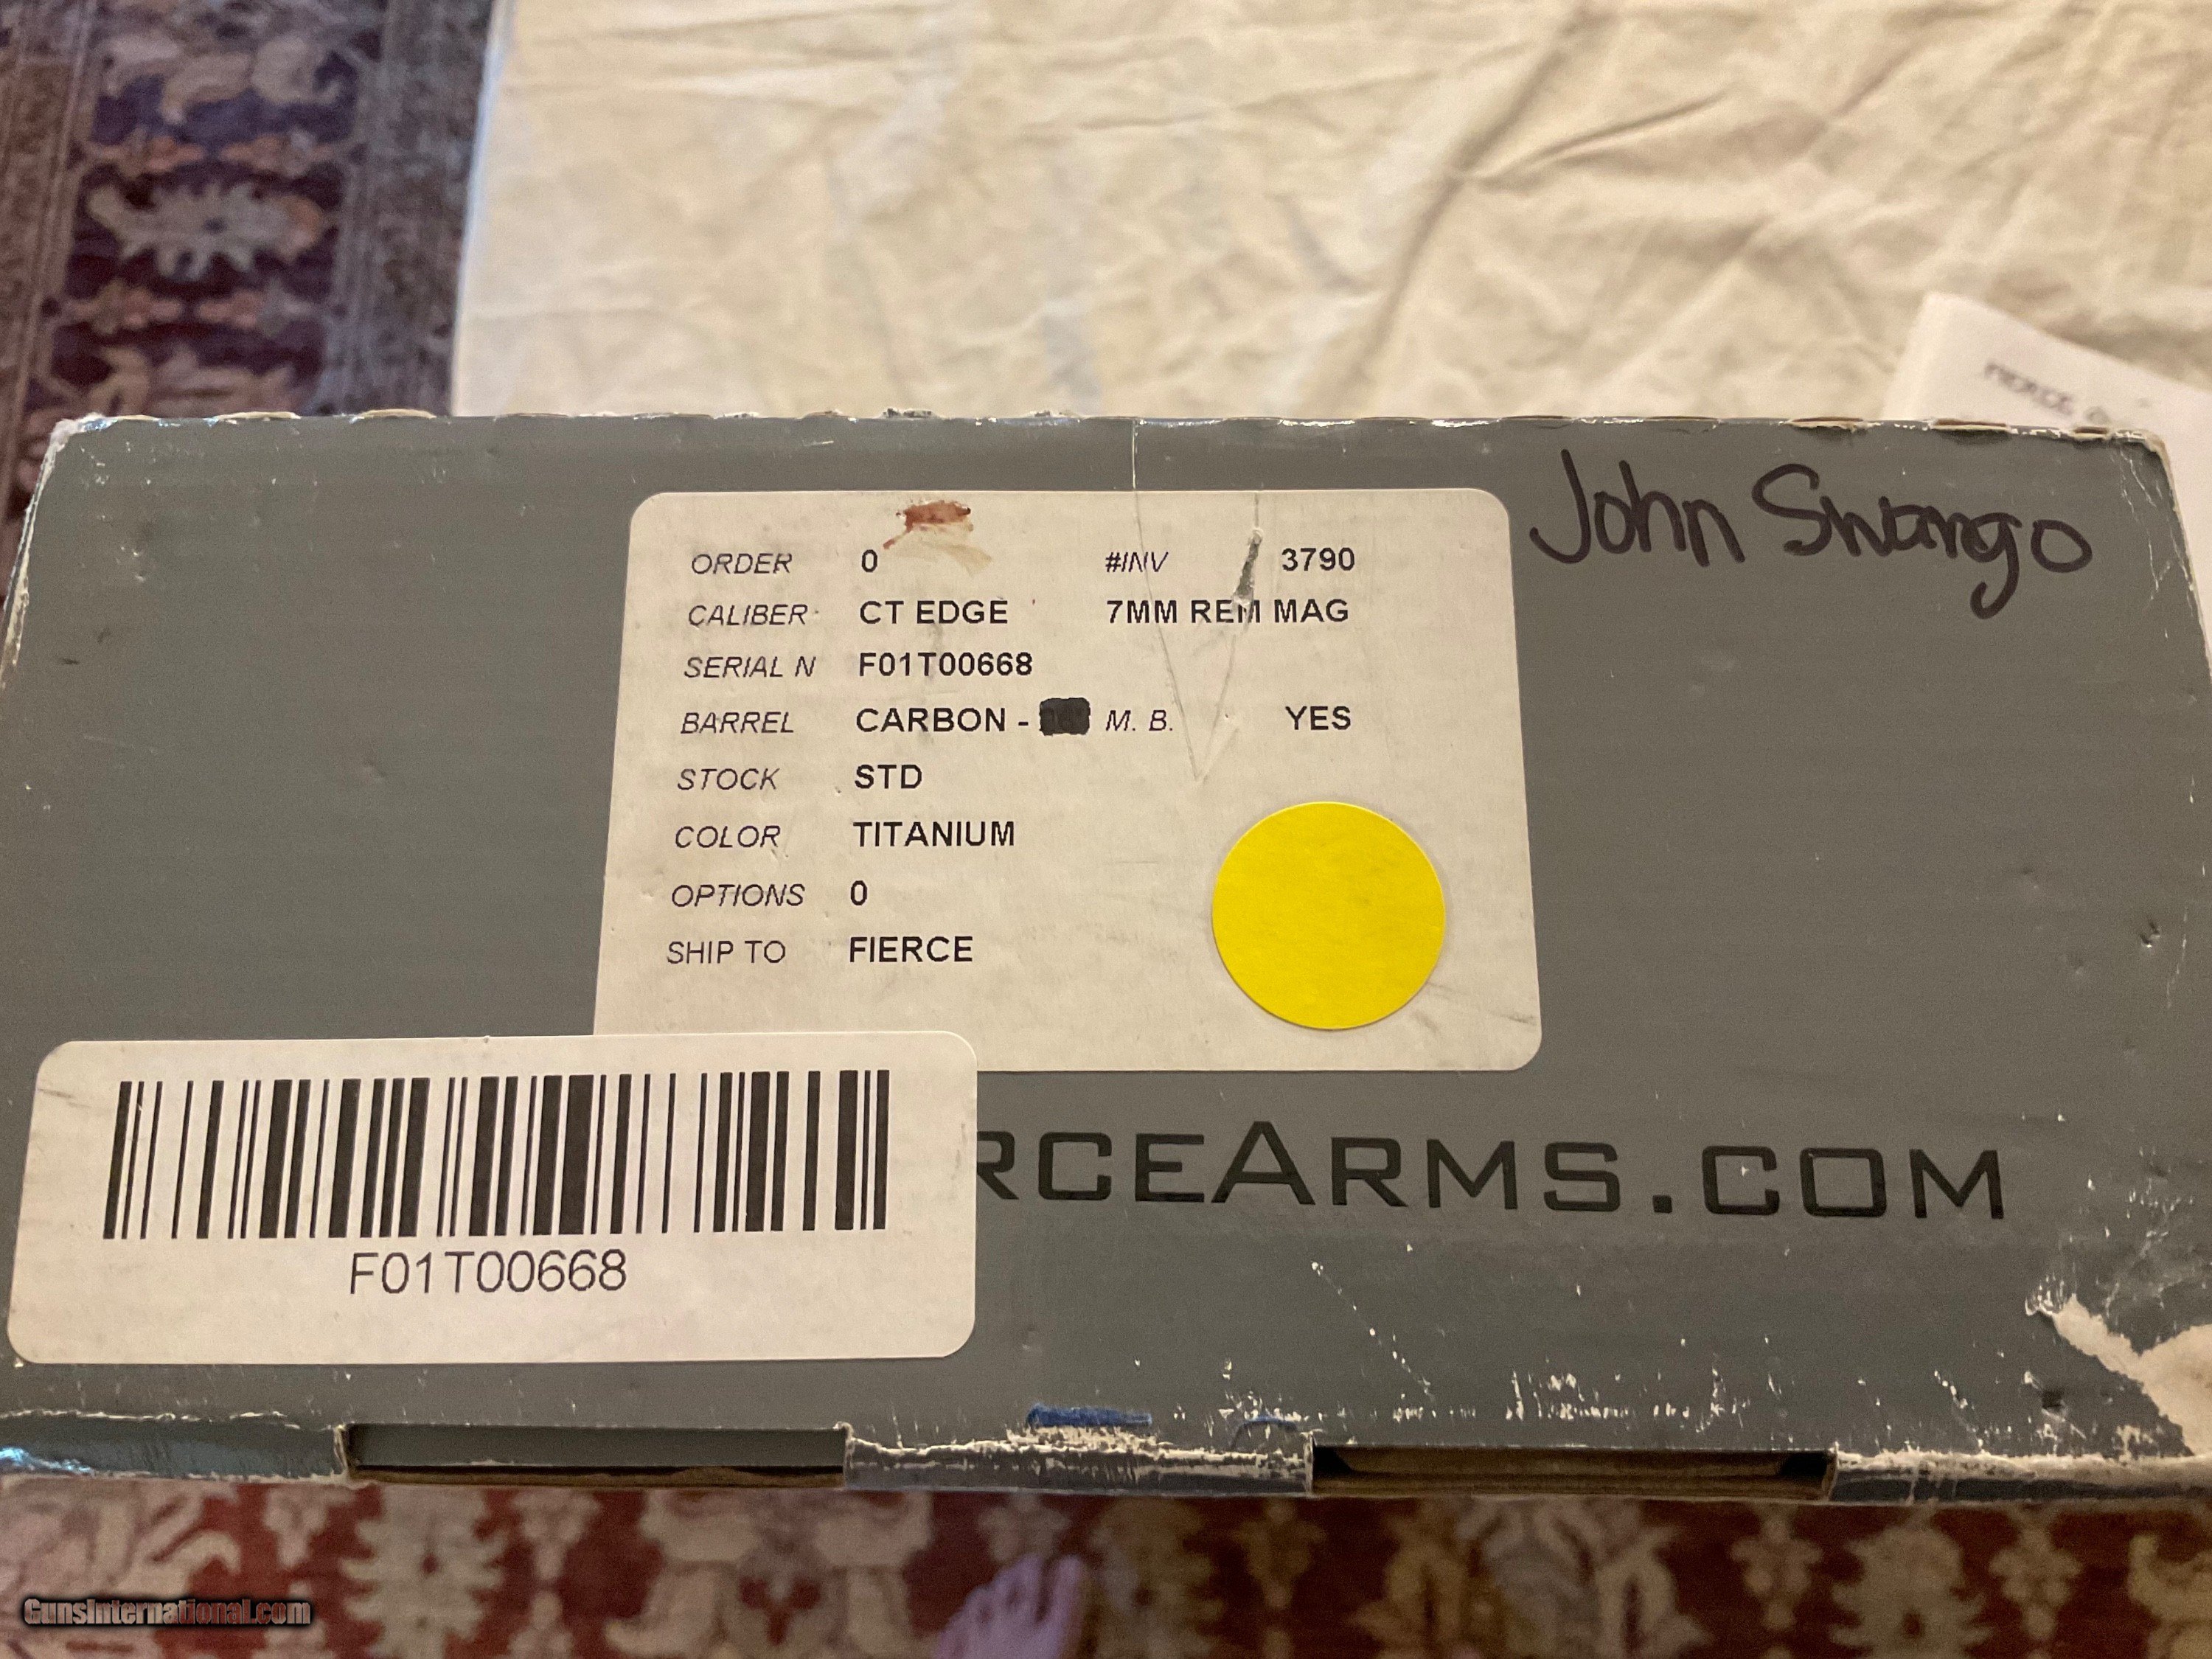 John Swango
ORDER 0 #INV 3790
CALIBER CT EDGE 7MM REM MAG
SERIAL N F01T00668
BARREL CARBON - M. B. YES
STOCK STD
COLOR TITANIUM
OPTIONS 0
SHIP TO FIERCE
RCEARMS.COM
F01T00668
GunsInternational.com